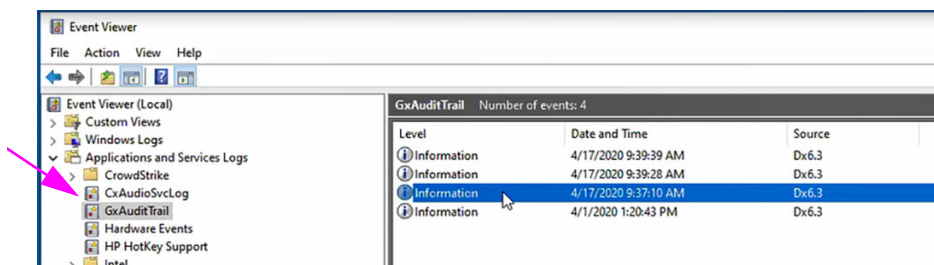 Event Viewer
File Action View Help
Event Viewer (Local)
Custom Views
Windows Logs
Applications and Services Logs
CrowdStrike
CxAudioSvcLog
GxAuditTrail
Hardware Events
HP HotKey Support
Intel
GxAuditTrail Number of events: 4
Level Date and Time Source
Information 4/17/2020 9:39:39 AM Dx6.3
Information 4/17/2020 9:39:28 AM Dx6.3
Information 4/17/2020 9:37:10 AM Dx6.3
Information 4/1/2020 1:20:43 PM Dx6.3